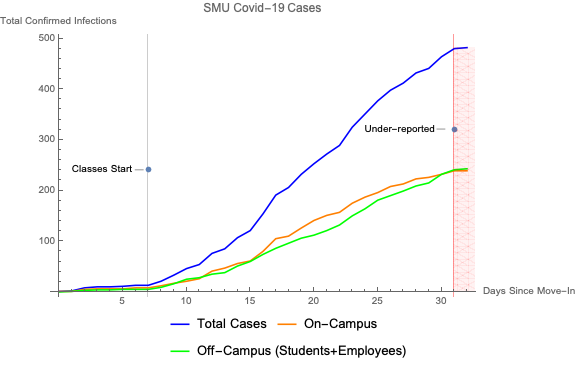 SMU Covid-19 Cases
Total Confirmed Infections
500
400
300
200
100
Classes Start
Under-reported
5
10
15
20
25
30
Days Since Move-In
Total Cases
On-Campus
Off-Campus (Students+Employees)